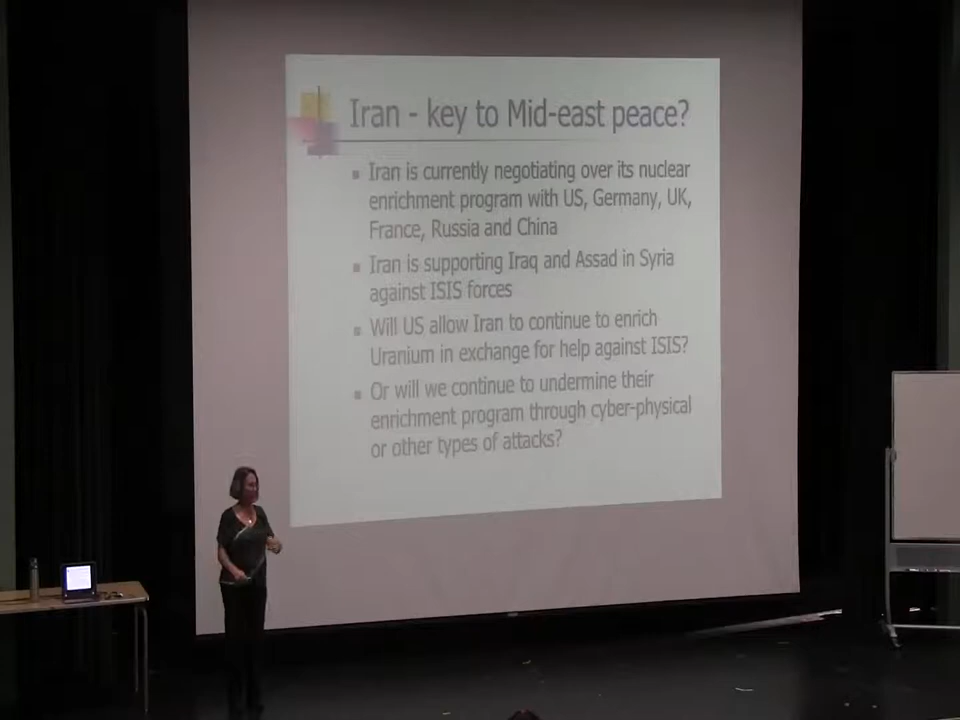 Iran - key to Mid-east peace?
Iran is currently negotiating over its nuclear
enrichment program with US, Germany, UK,
France, Russia and China
Iran is supporting Iraq and Assad in Syria
against ISIS forces
Will US allow Iran to continue to enrich
Uranium in exchange for help against ISIS?
Or will we continue to undermine their
enrichment program through cyber-physical
or other types of attacks?